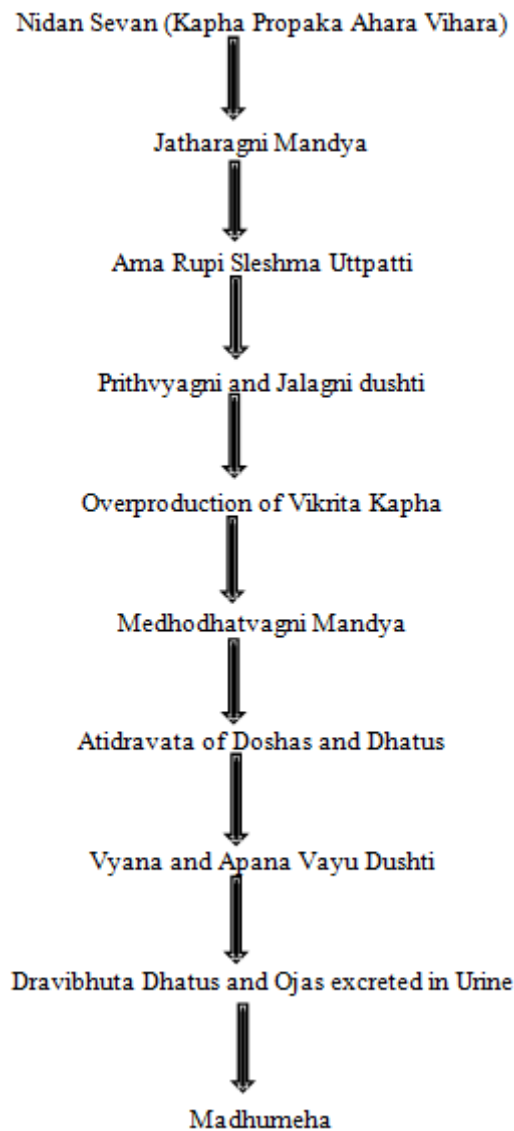 Nidan Sevan (Kapha Propaka Ahara Vihara)
Jatharagni Mandya
Ama Rupi Sleshma Uttpatti
Prithvyagni and Jalagni dushti
Overproduction of Vikrita Kapha
Medhodhatvagni Mandya
Atidravata of Doshas and Dhatus
Vyana and Apana Vayu Dushti
Dravibhuta Dhatus and Ojas excreted in Urine
Madhumeha